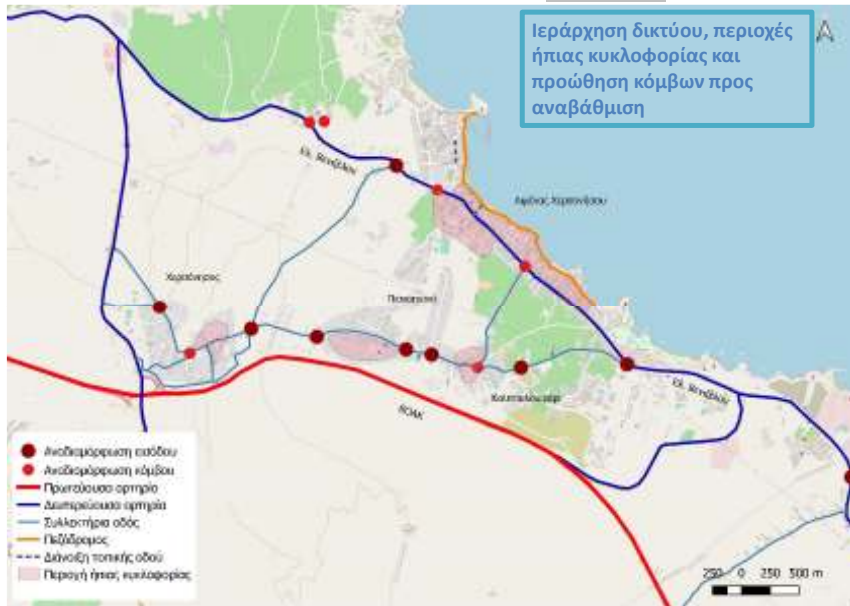 Ιεράρχηση δικτύου, περιοχές
ήπιας κυκλοφορίας και
προώθηση κόμβων προς
αναβάθμιση
Ελ. Βενιζέλου
Λιμένας Χερσονήσου
Χερσόνησος
Πισκοπιανό
Κουτουλουφάρι
Ελ. Βενιζέλου
ΒΟΑΚ
Αναδιαμόρφωση εισόδου
Αναδιαμόρφωση κόμβου
Πρωτεύουσα αρτηρία
Δευτερεύουσα αρτηρία
Συλλεκτήρια οδός
Πεζόδρομος
Διάνοιξη τοπικής οδού
Περιοχή ήπιας κυκλοφορίας
250 0 250 500 m